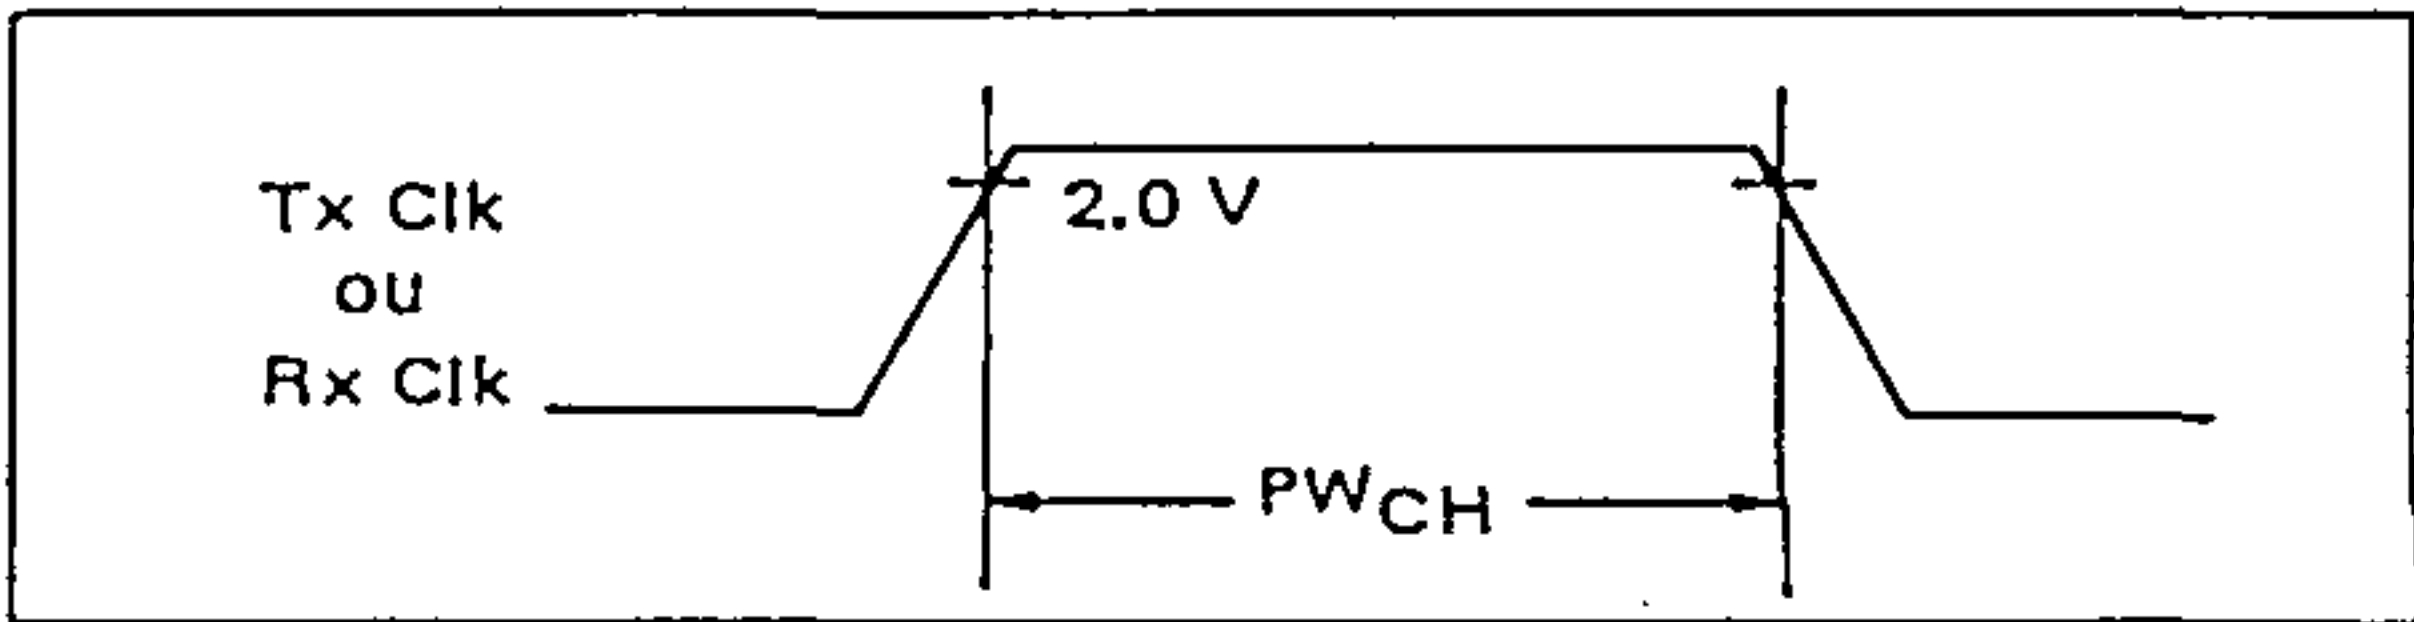 Tx Clk
ou
Rx Clk
2.0 V
PWCH